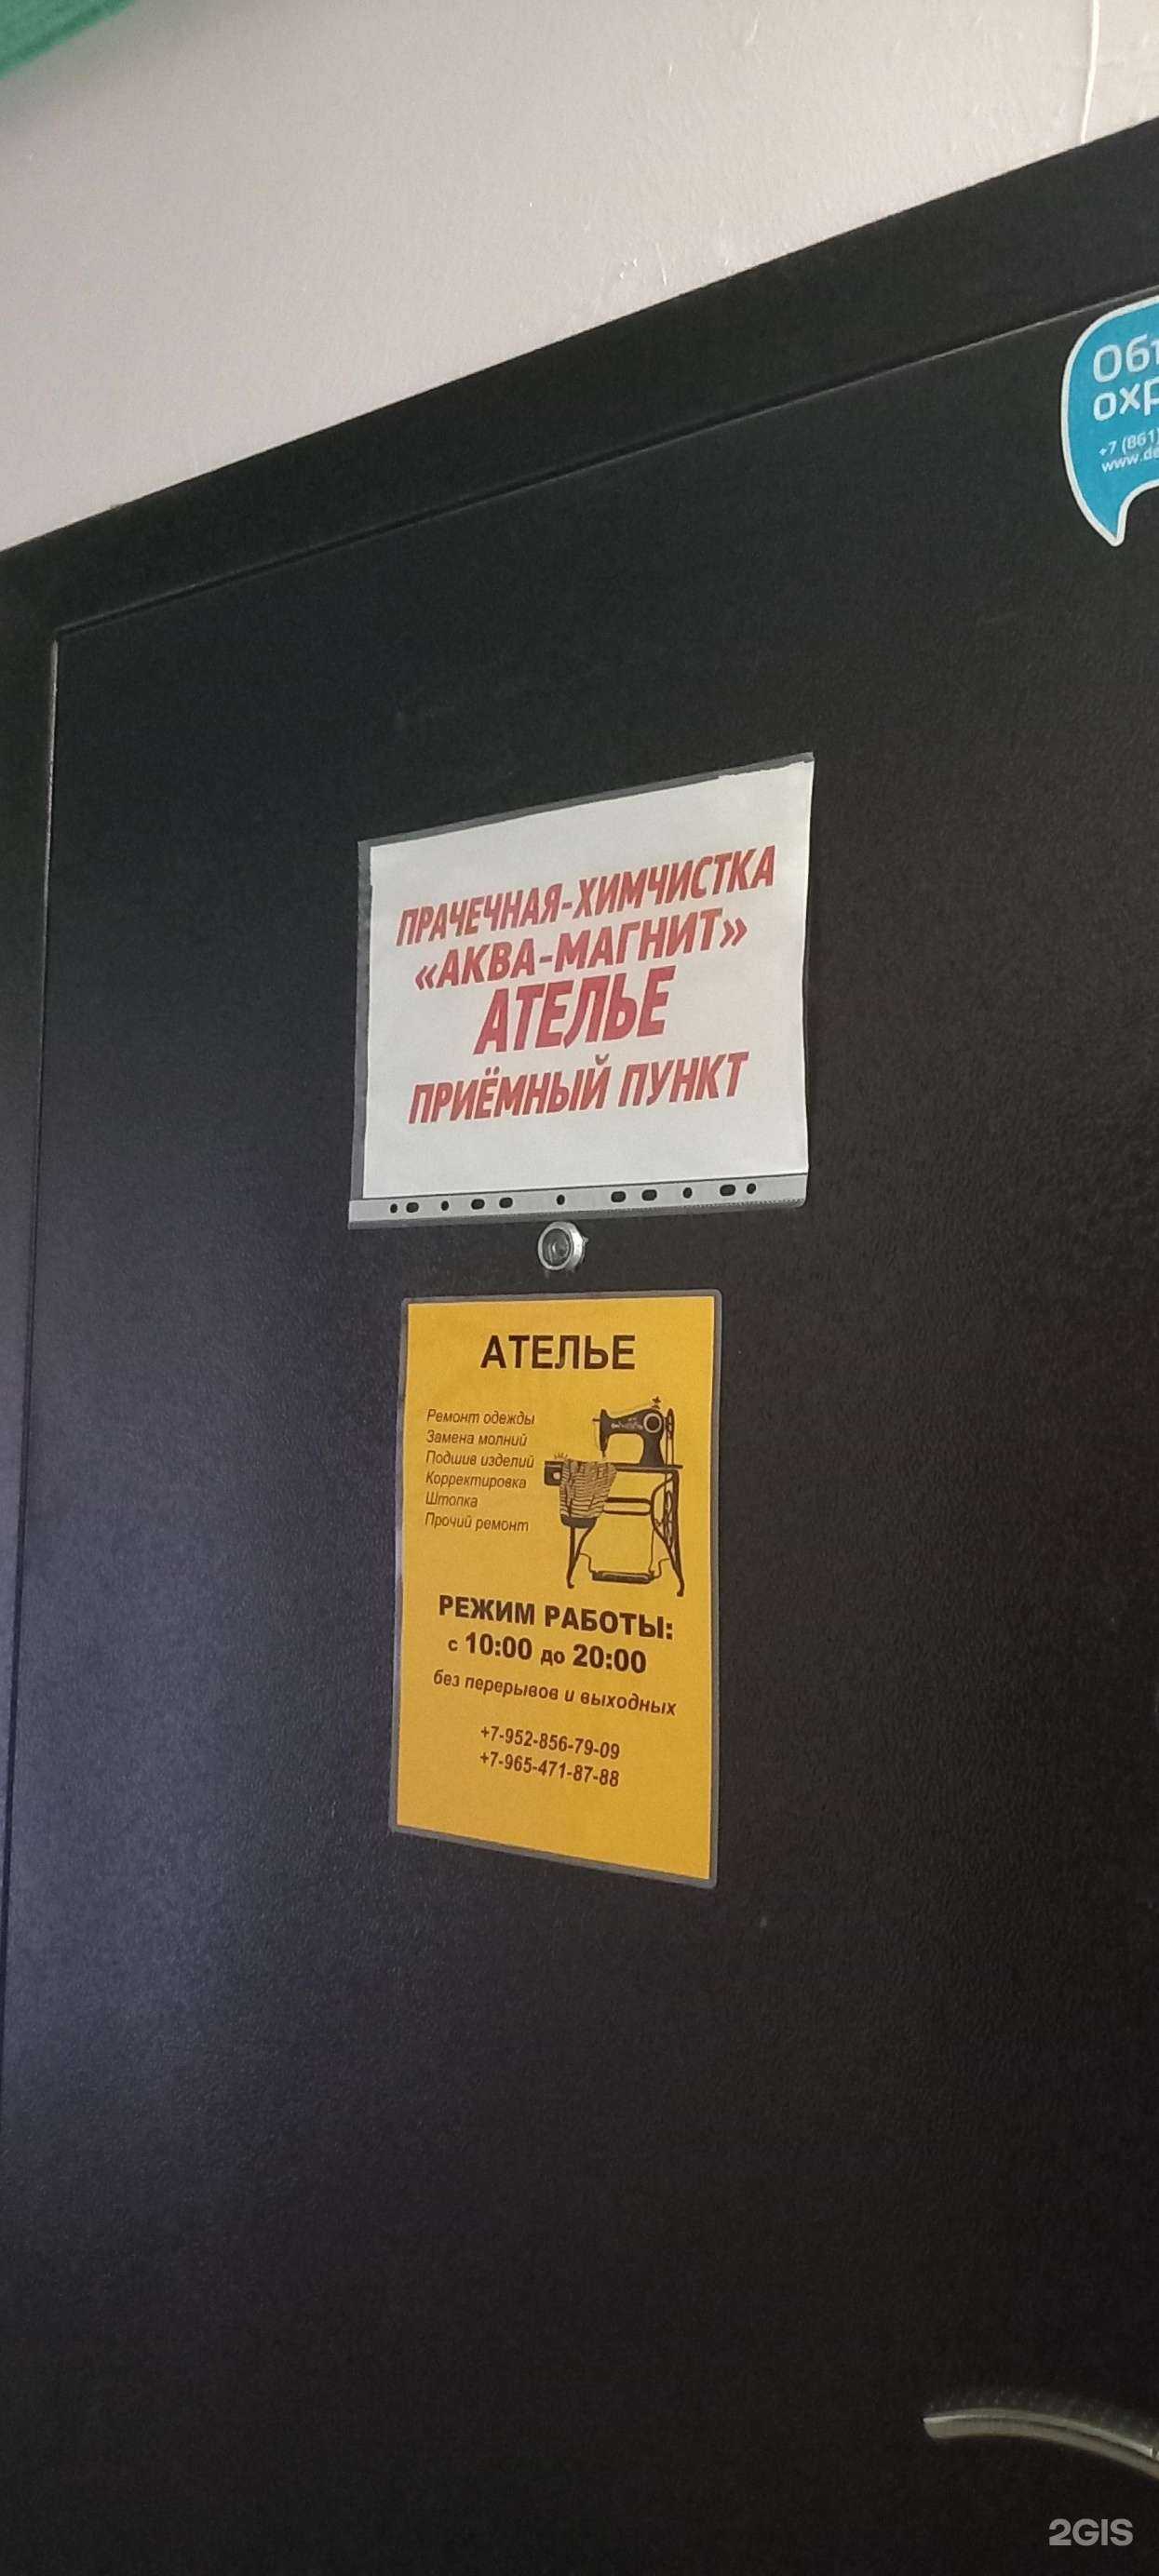 ПРАЧЕЧНАЯ-ХИМЧИСТКА
«АКВА-МАГНИТ»
АТЕЛЬЕ
ПРИЁМНЫЙ ПУНКТ
АТЕЛЬЕ
Ремонт одежды
Замена молний
Подшив изделий
Корректировка
Штопка
Прочий ремонт
РЕЖИМ РАБОТЫ:
с 10:00 до 20:00
без перерывов и выходных
+7-952-856-79-09
+7-965-471-87-88
+7 (861)
2GIS